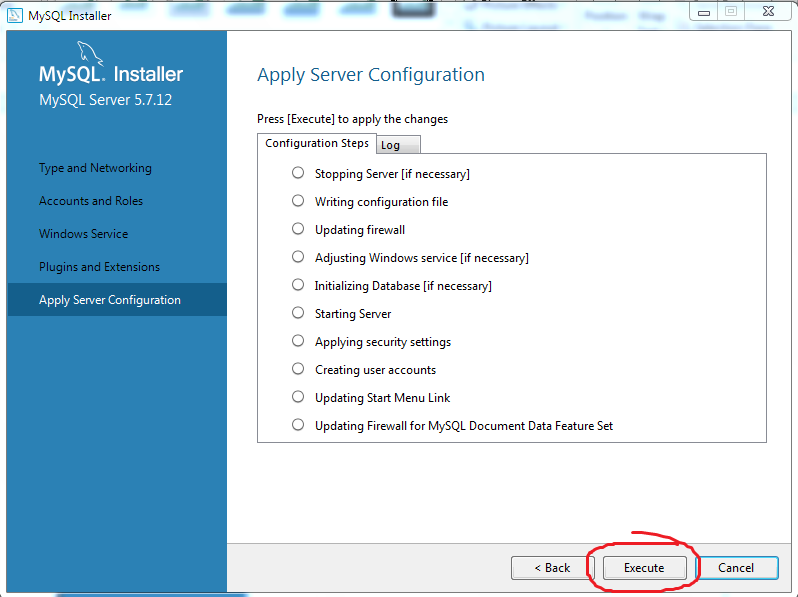 MySQL Installer
MySQL. Installer
MySQL Server 5.7.12
Type and Networking
Accounts and Roles
Windows Service
Plugins and Extensions
Apply Server Configuration
Apply Server Configuration
Press [Execute] to apply the changes
Configuration Steps
Log
Stopping Server [if necessary]
Writing configuration file
Updating firewall
Adjusting Windows service [if necessary]
Initializing Database [if necessary]
Starting Server
Applying security settings
Creating user accounts
Updating Start Menu Link
Updating Firewall for MySQL Document Data Feature Set
< Back
Execute
Cancel